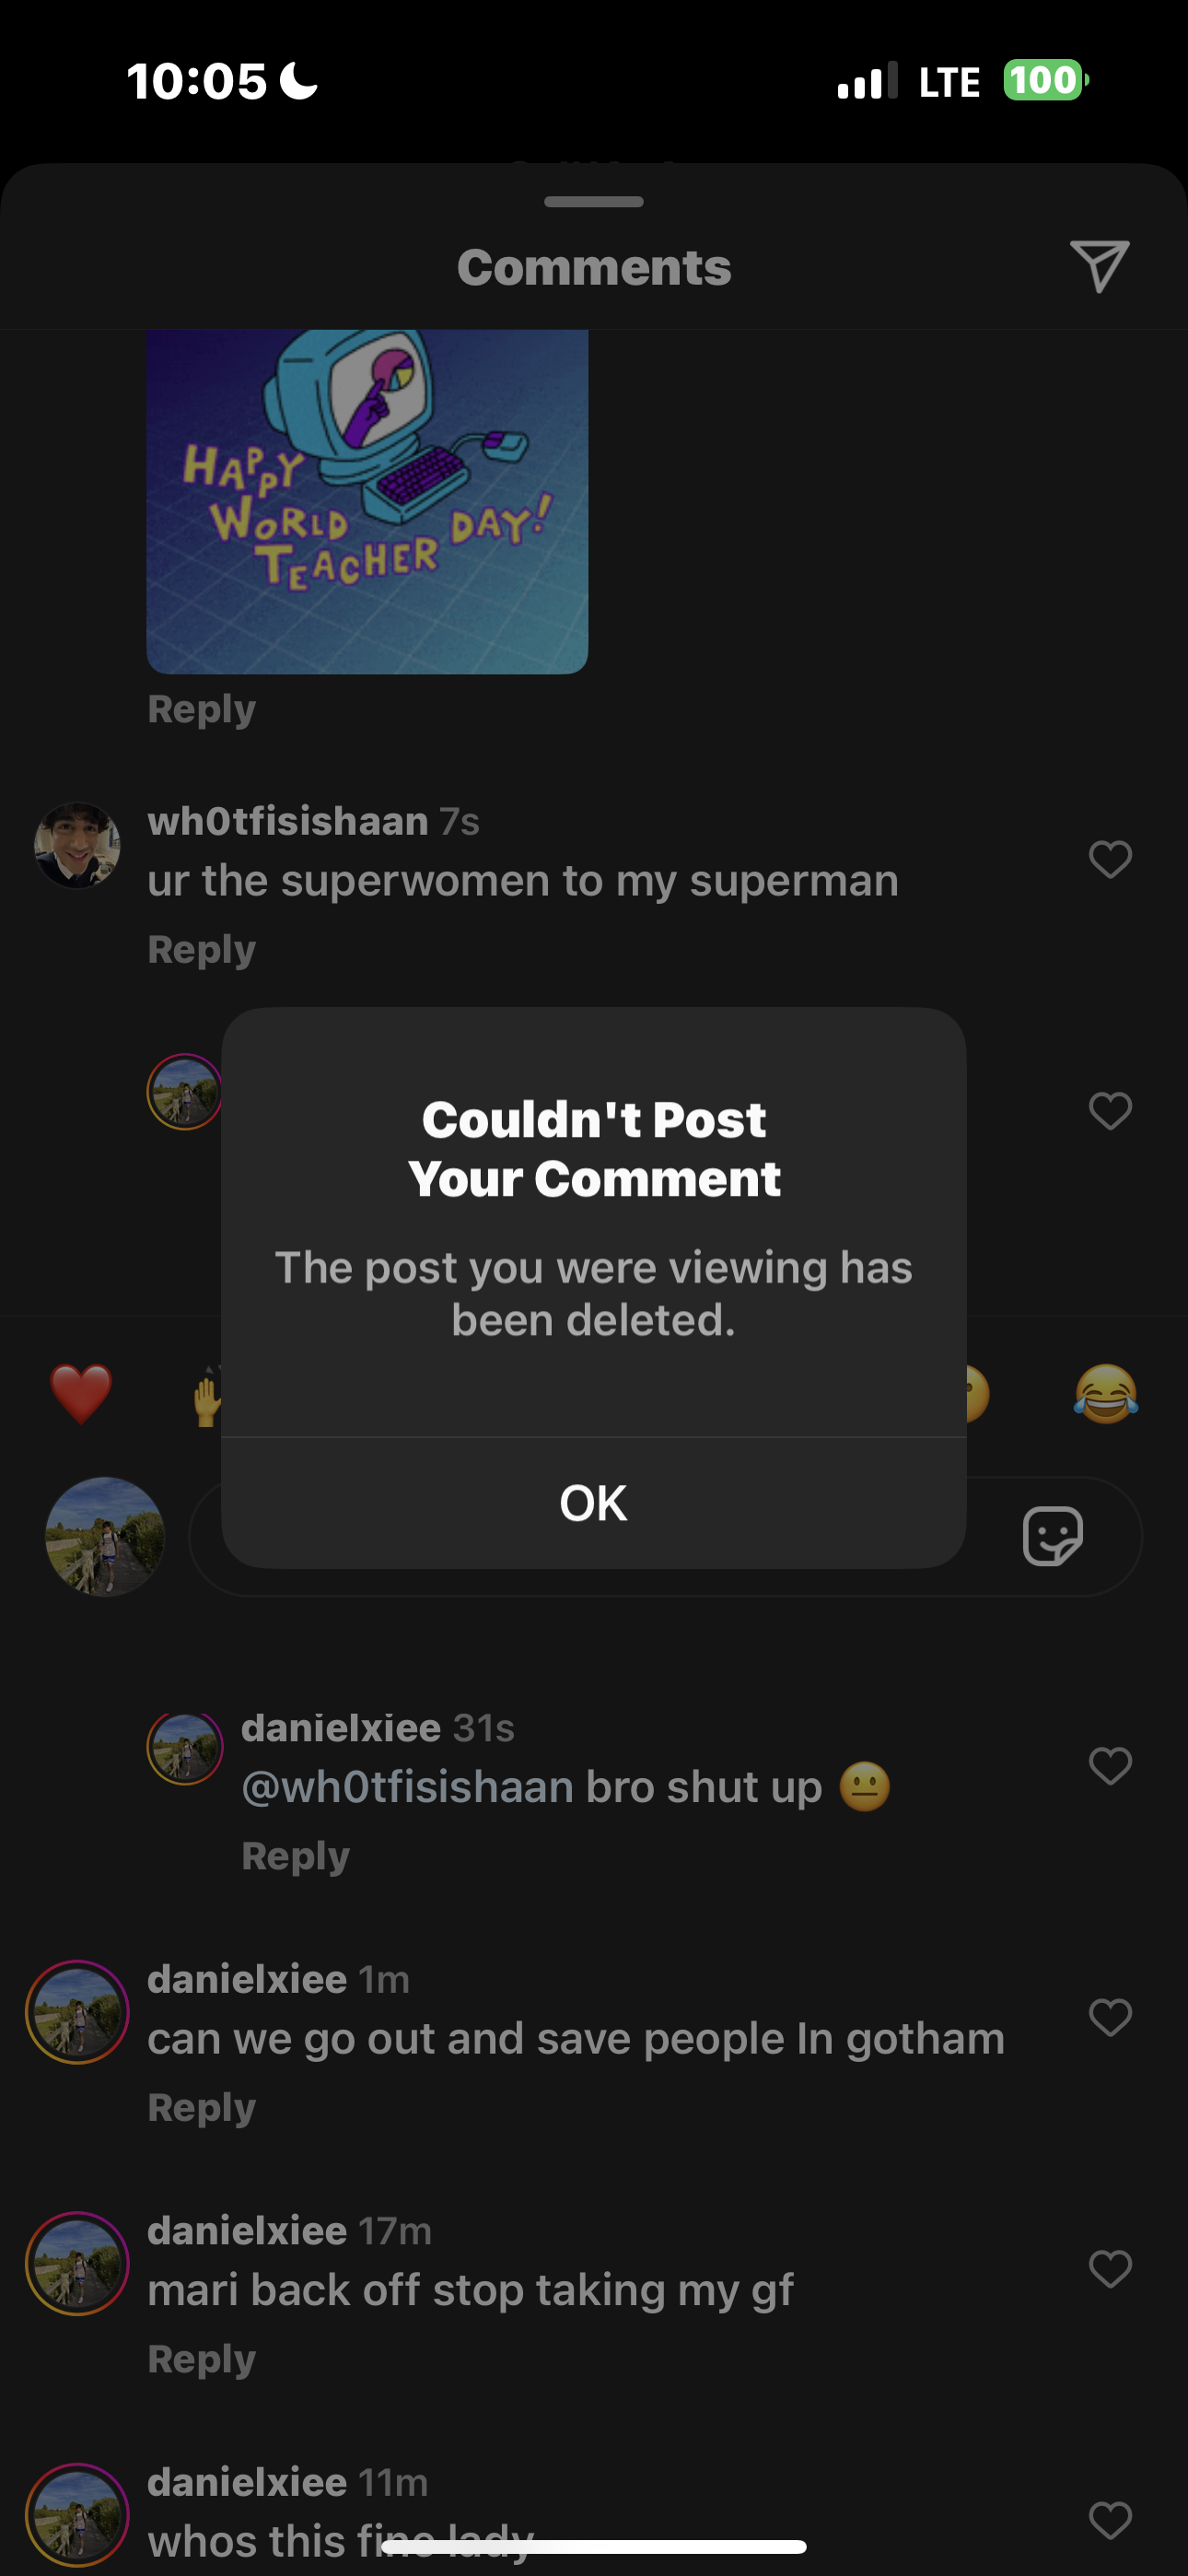 10:05
LTE
100
Comments
HAPPY
WORLD
TEACHER DAY!
Reply
wh0tfisishaan 7s
ur the superwomen to my superman
Reply
Couldn't Post
Your Comment
The post you were viewing has
been deleted.
OK
danielxiee 31s
@wh0tfisishaan bro shut up 😐
Reply
danielxiee 1m
can we go out and save people In gotham
Reply
danielxiee 17m
mari back off stop taking my gf
Reply
danielxiee 11m
whos this fine lady